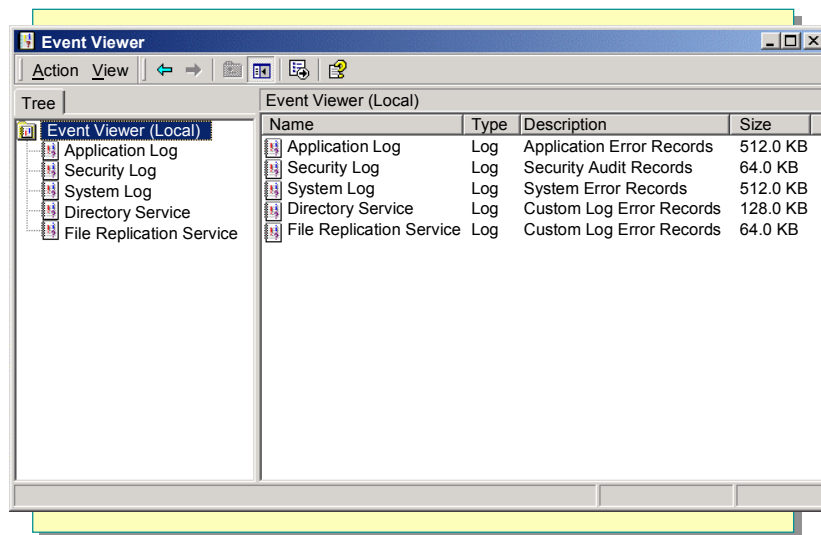 Event Viewer
Action View
Tree
Event Viewer (Local)
Application Log
Security Log
System Log
Directory Service
File Replication Service
Event Viewer (Local)
Name Type Description Size
Application Log Log Application Error Records 512.0 KB
Security Log Log Security Audit Records 64.0 KB
System Log Log System Error Records 512.0 KB
Directory Service Log Custom Log Error Records 128.0 KB
File Replication Service Log Custom Log Error Records 64.0 KB